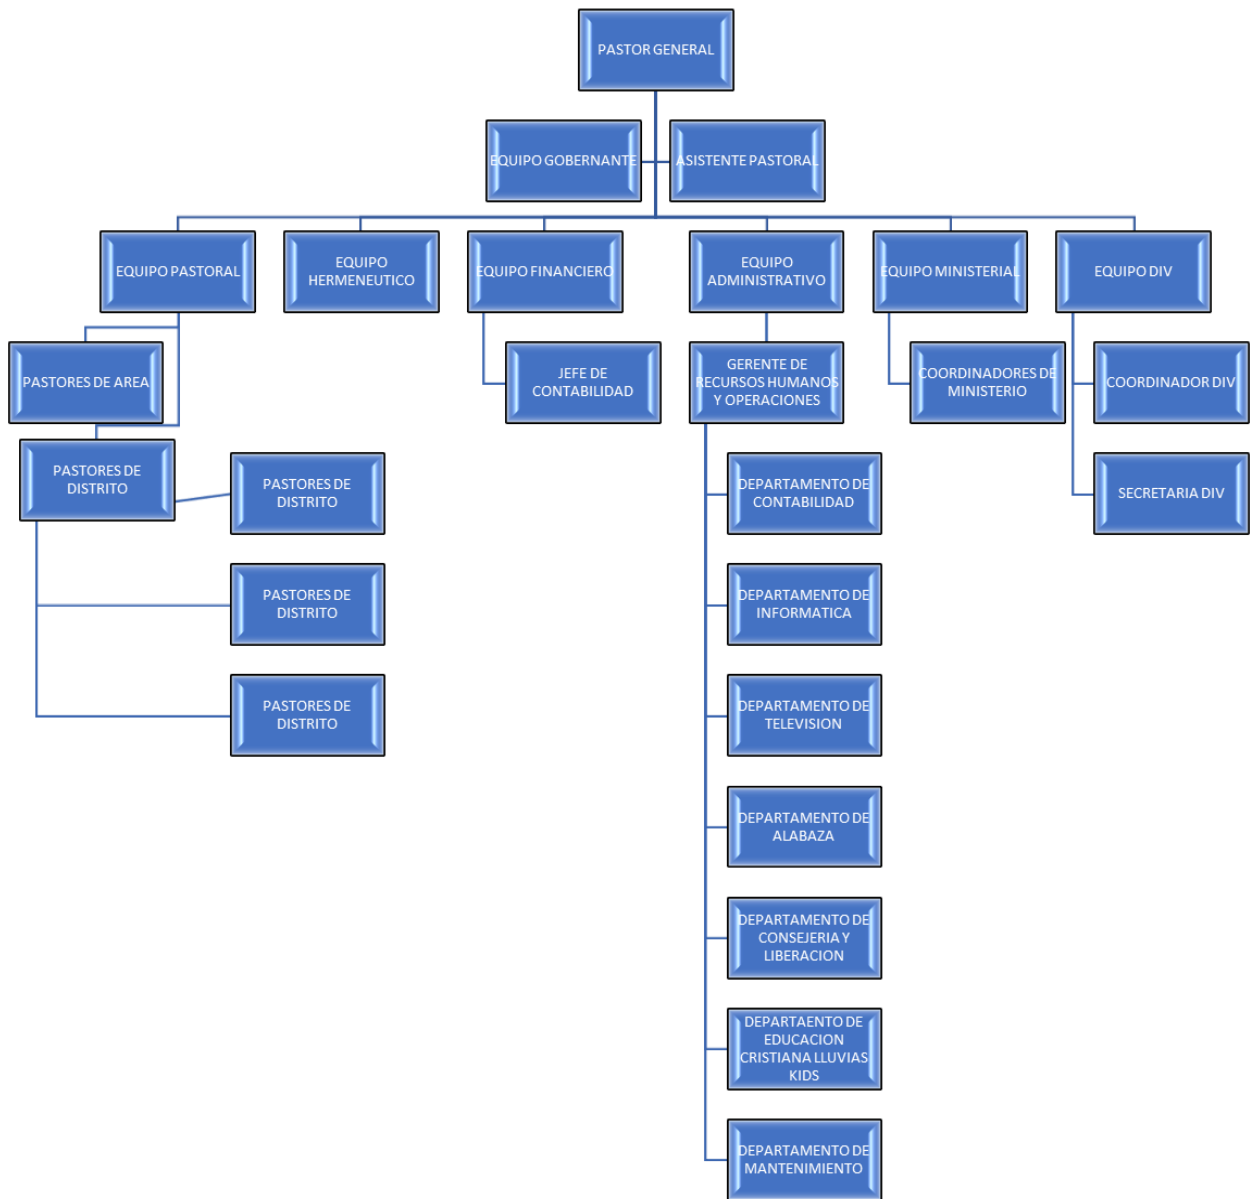 PASTOR GENERAL
EQUIPO GOBERNANTE
ASISTENTE PASTORAL
EQUIPO PASTORAL
EQUIPO
HERMENEUTICO
EQUIPO FINANCIERO
EQUIPO
ADMINISTRATIVO
EQUIPO MINISTERIAL
EQUIPO DIV
PASTORES DE AREA
JEFE DE
CONTABILIDAD
GERENTE DE
RECURSOS HUMANOS
Y OPERACIONES
COORDINADORES DE
MINISTERIO
COORDINADOR DIV
PASTORES DE
DISTRITO
PASTORES DE
DISTRITO
DEPARTAMENTO DE
CONTABILIDAD
SECRETARIA DIV
PASTORES DE
DISTRITO
DEPARTAMENTO DE
INFORMATICA
PASTORES DE
DISTRITO
DEPARTAMENTO DE
TELEVISION
DEPARTAMENTO DE
ALABAZA
DEPARTAMENTO DE
CONSEJERIA Y
LIBERACION
DEPARTAENTO DE
EDUCACION
CRISTIANA LLUVIAS
KIDS
DEPARTAMENTO DE
MANTENIMIENTO